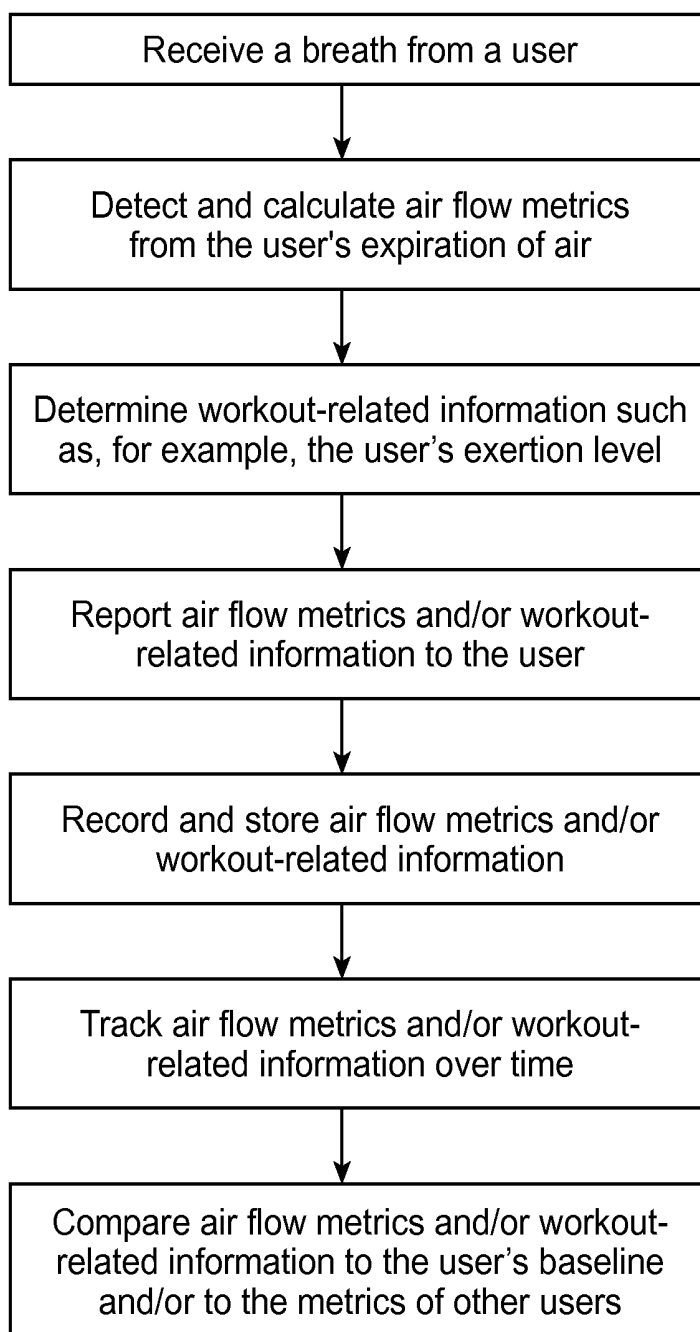 Receive a breath from a user
Detect and calculate air flow metrics
from the user's expiration of air
Determine workout-related information such
as, for example, the user’s exertion level
Report air flow metrics and/or workout-
related information to the user
Record and store air flow metrics and/or
workout-related information
Track air flow metrics and/or workout-
related information over time
Compare air flow metrics and/or workout-
related information to the user’s baseline
and/or to the metrics of other users